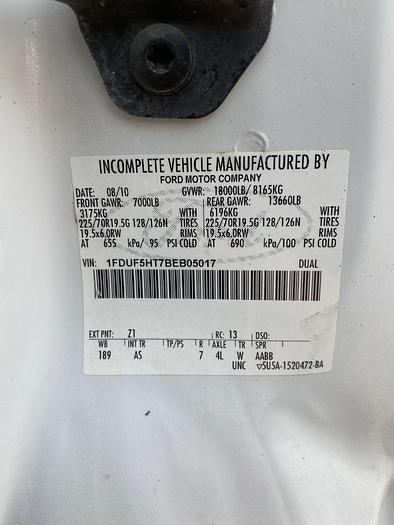 INCOMPLETE VEHICLE MANUFACTURED BY
FORD MOTOR COMPANY
DATE: 08/10 GVWR: 18000LB/ 8165KG
FRONT GAWR: 7000LB REAR GAWR: 13660LB
3175KG WITH 6196KG WITH
225/70R19.5G 128/126N TIRES 225/70R19.5G 128/126N TIRES
19.5x6.0RW RIMS 19.5x6.0RW RIMS
AT 655 kPa/ 95 PSI COLD AT 690 kPa/100 PSI COLD
VIN: 1FDUF5HT7BEB05017 DUAL
EXT PNT: Z1 RC: 13 DSO:
WB INT TR TP/PS R AXLE TR SPR
189 AS 7 4L W AABB
UNC 5U5A-1520472-BA